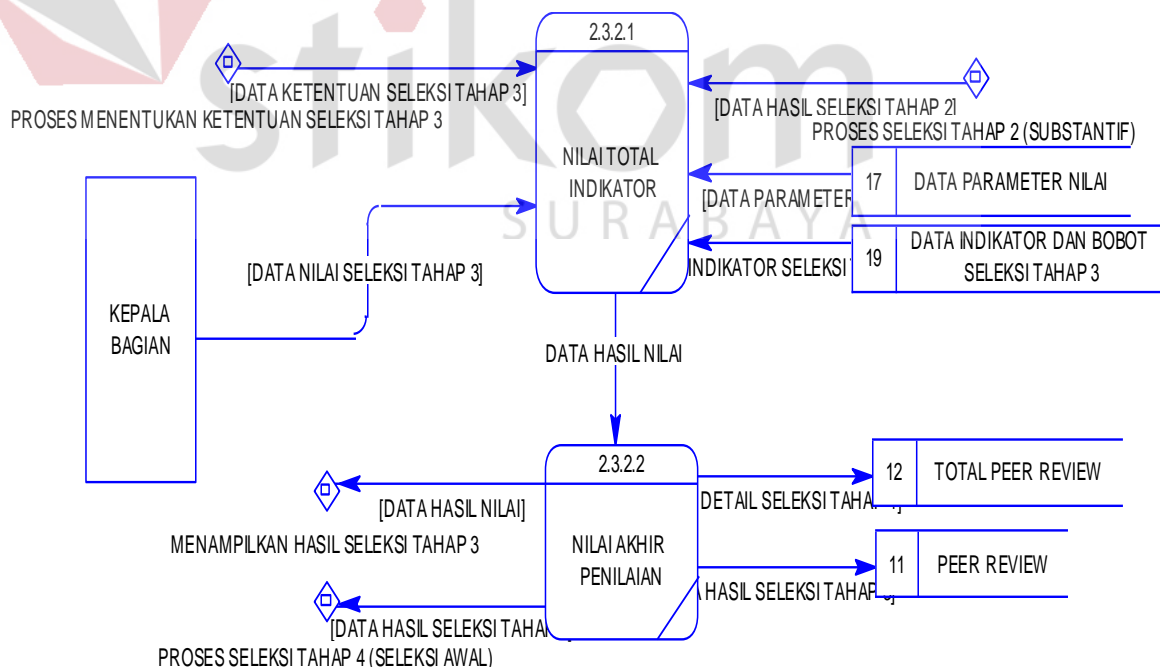 stikom
SURABAYA
2.3.2.1
NILAI TOTAL
INDIKATOR
[DATA KETENTUAN SELEKSI TAHAP 3]
PROSES MENENTUKAN KETENTUAN SELEKSI TAHAP 3
[DATA HASIL SELEKSI TAHAP 2]
PROSES SELEKSI TAHAP 2 (SUBSTANTIF)
[DATA PARAMETER
17
DATA PARAMETER NILAI
INDIKATOR SELEKSI
19
DATA INDIKATOR DAN BOBOT
SELEKSI TAHAP 3
[DATA NILAI SELEKSI TAHAP 3]
KEPALA
BAGIAN
DATA HASIL NILAI
2.3.2.2
NILAI AKHIR
PENILAIAN
[DATA HASIL NILAI]
MENAMPILKAN HASIL SELEKSI TAHAP 3
DETAIL SELEKSI
12
TOTAL PEER REVIEW
HASIL SELEKSI
11
PEER REVIEW
[DATA HASIL SELEKSI
PROSES SELEKSI TAHAP 4 (SELEKSI AWAL)